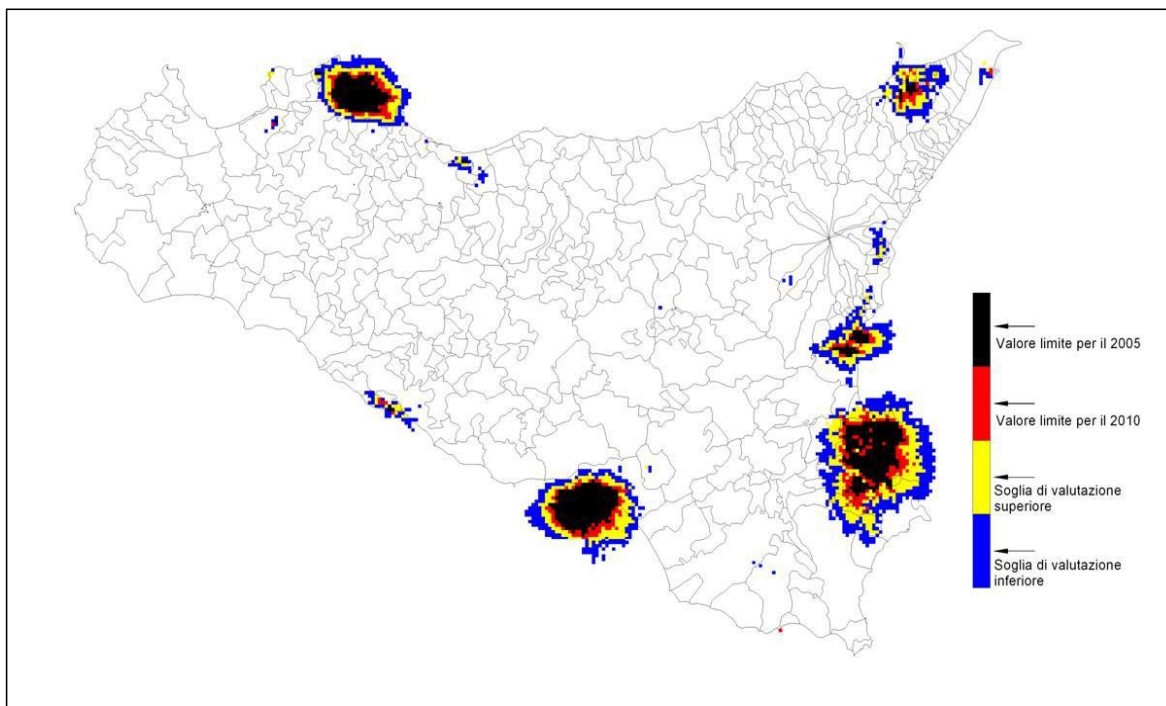 Valore limite per il 2005
Valore limite per il 2010
Soglia di valutazione
superiore
Soglia di valutazione
inferiore